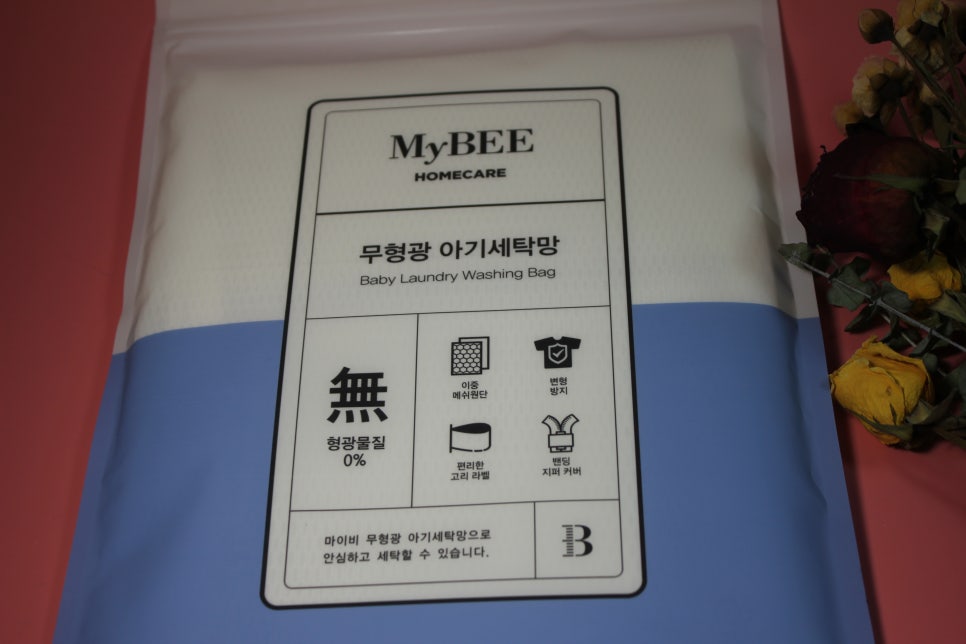 MyBEE
HOMECARE
무형광 아기세탁망
Baby Laundry Washing Bag
無
형광물질
0%
이중
메쉬원단
변형
방지
편리한
고리 라벨
밴딩
지퍼 커버
마이비 무형광 아기세탁망으로
안심하고 세탁할 수 있습니다.
B